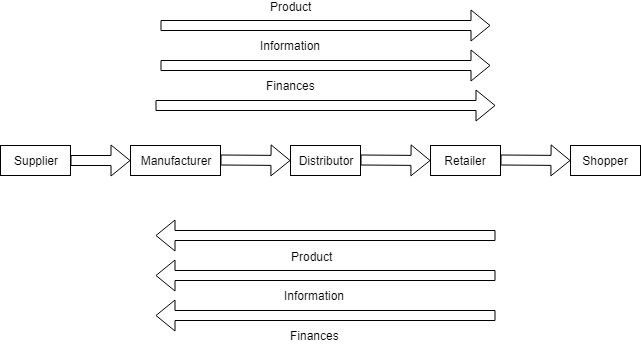 Product
Information
Finances
Supplier
Manufacturer
Distributor
Retailer
Shopper
Product
Information
Finances